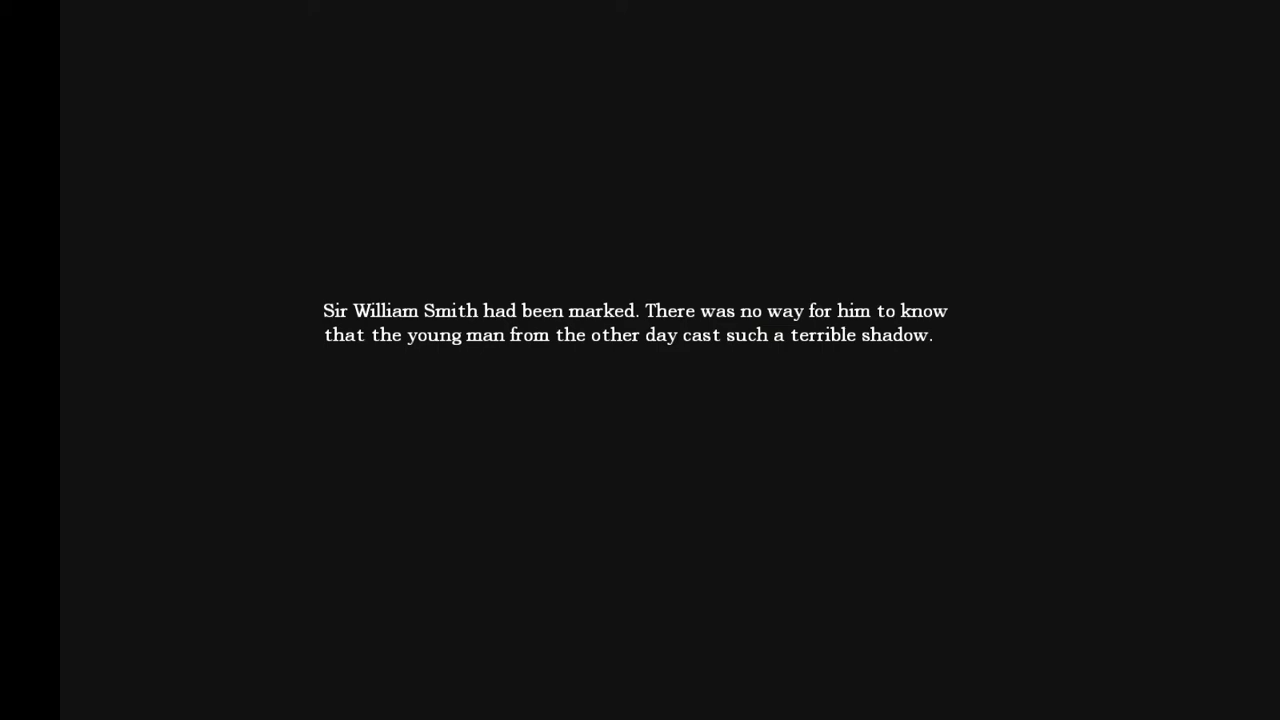 Sir William Smith had been marked. There was no way for him to know
that the young man from the other day cast such a terrible shadow.